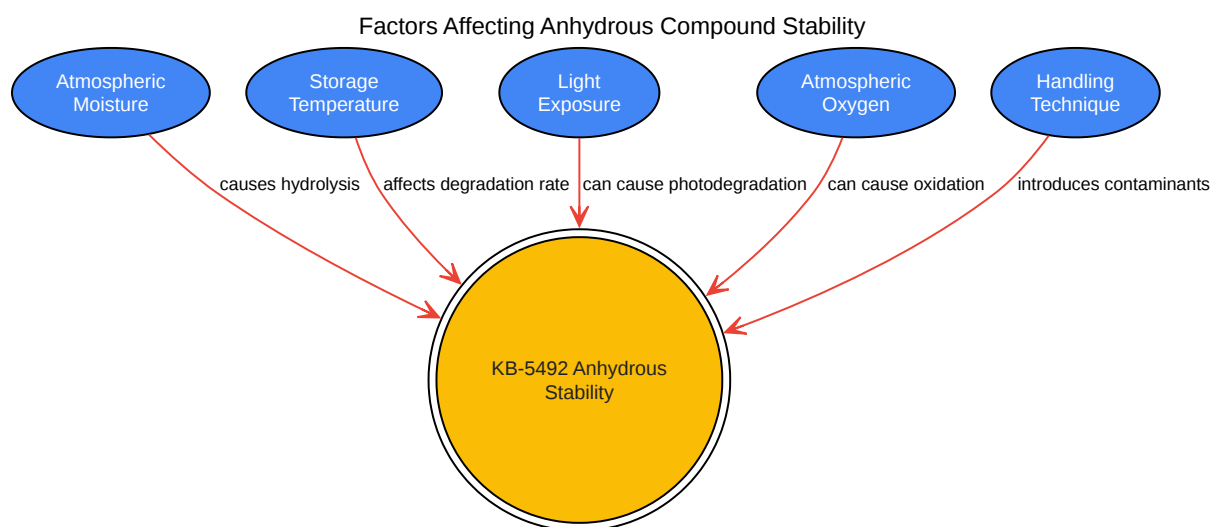 Factors Affecting Anhydrous Compound Stability
Atmospheric
Moisture
Storage
Temperature
Light
Exposure
Atmospheric
Oxygen
Handling
Technique
causes hydrolysis
affects degradation rate
can cause photodegradation
can cause oxidation
introduces contaminants
KB-5492 Anhydrous
Stability